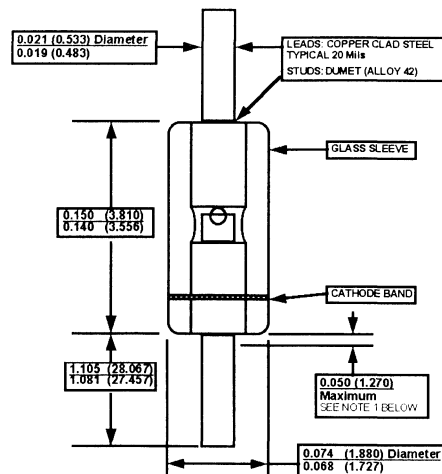 0.021 (0.533) Diameter
0.019 (0.483)
LEADS: COPPER CLAD STEEL
TYPICAL 20 Mils
STUDS: DUMET (ALLOY 42)
GLASS SLEEVE
0.150 (3.810)
0.140 (3.556)
CATHODE BAND
1.105 (28.067)
1.081 (27.457)
0.050 (1.270)
Maximum
SEE NOTE 1 BELOW
0.074 (1.880) Diameter
0.068 (1.727)